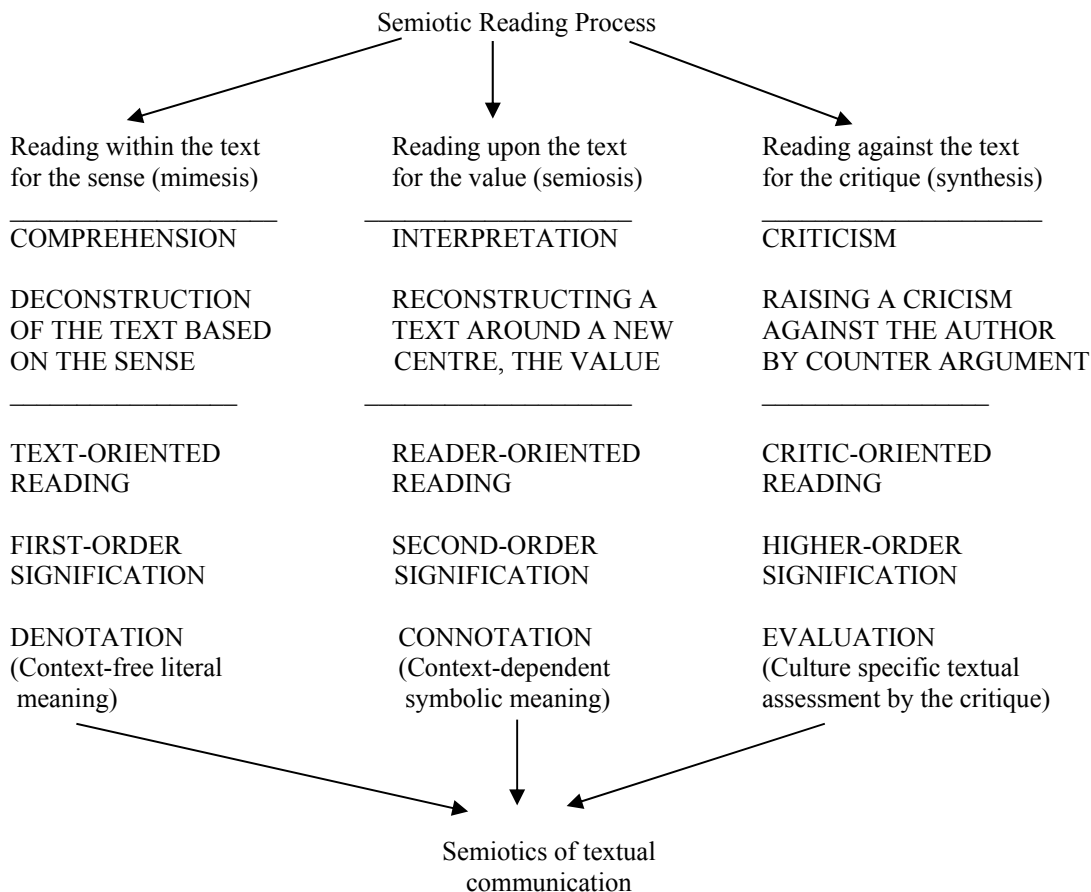 Semiotic Reading Process
Reading within the text
for the sense (mimesis)
COMPREHENSION
DECONSTRUCTION
OF THE TEXT BASED
ON THE SENSE
TEXT-ORIENTED
READING
FIRST-ORDER
SIGNIFICATION
DENOTATION
(Context-free literal
meaning)
Reading upon the text
for the value (semiosis)
INTERPRETATION
RECONSTRUCTING A
TEXT AROUND A NEW
CENTRE, THE VALUE
READER-ORIENTED
READING
SECOND-ORDER
SIGNIFICATION
CONNOTATION
(Context-dependent
symbolic meaning)
Reading against the text
for the critique (synthesis)
CRITICISM
RAISING A CRICISM
AGAINST THE AUTHOR
BY COUNTER ARGUMENT
CRITIC-ORIENTED
READING
HIGHER-ORDER
SIGNIFICATION
EVALUATION
(Culture specific textual
assessment by the critique)
Semiotics of textual
communication